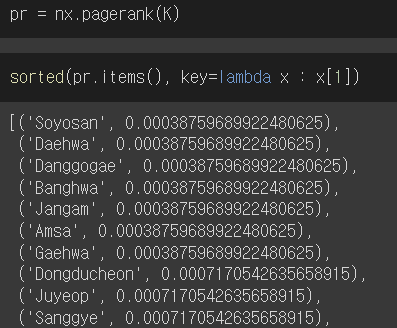 pr = nx.pagerank(K)
sorted(pr.items(), key=lambda x : x[1])
[('Soyosan', 0.00038759689922480625),
('Daehwa', 0.00038759689922480625),
('Danggogae', 0.00038759689922480625),
('Banghwa', 0.00038759689922480625),
('Jangam', 0.00038759689922480625),
('Amsa', 0.00038759689922480625),
('Gaehwa', 0.00038759689922480625),
('Dongducheon', 0.0007170542635658915),
('Juyeop', 0.0007170542635658915),
('Sanggye', 0.0007170542635658915),